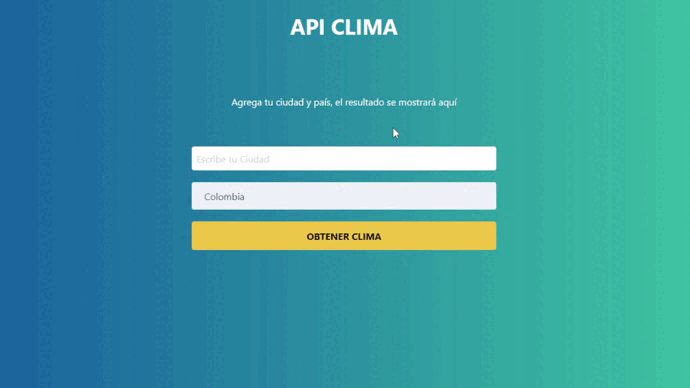 API CLIMA
Agrega tu ciudad y país, el resultado se mostrará aquí
Escribe tu Ciudad
Colombia
OBTENER CLIMA